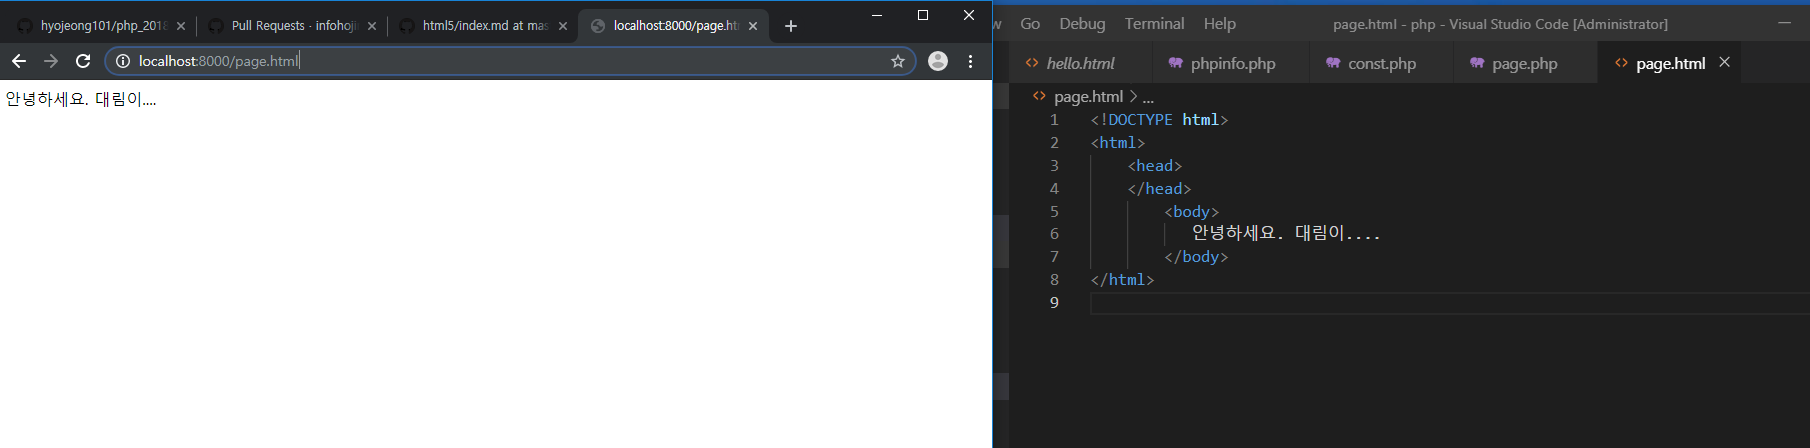 hyojeong101/php_2018
Pull Requests · infohoji
html5/index.md at mas
localhost:8000/page.ht
localhost:8000/page.html
안녕하세요. 대림이....
w Go Debug Terminal Help page.html - php - Visual Studio Code [Administrator]
hello.html phpinfo.php const.php page.php page.html
page.html > ...
1 <!DOCTYPE html>
2 <html>
3 <head>
4 </head>
5 <body>
6 안녕하세요. 대림이....
7 </body>
8 </html>
9